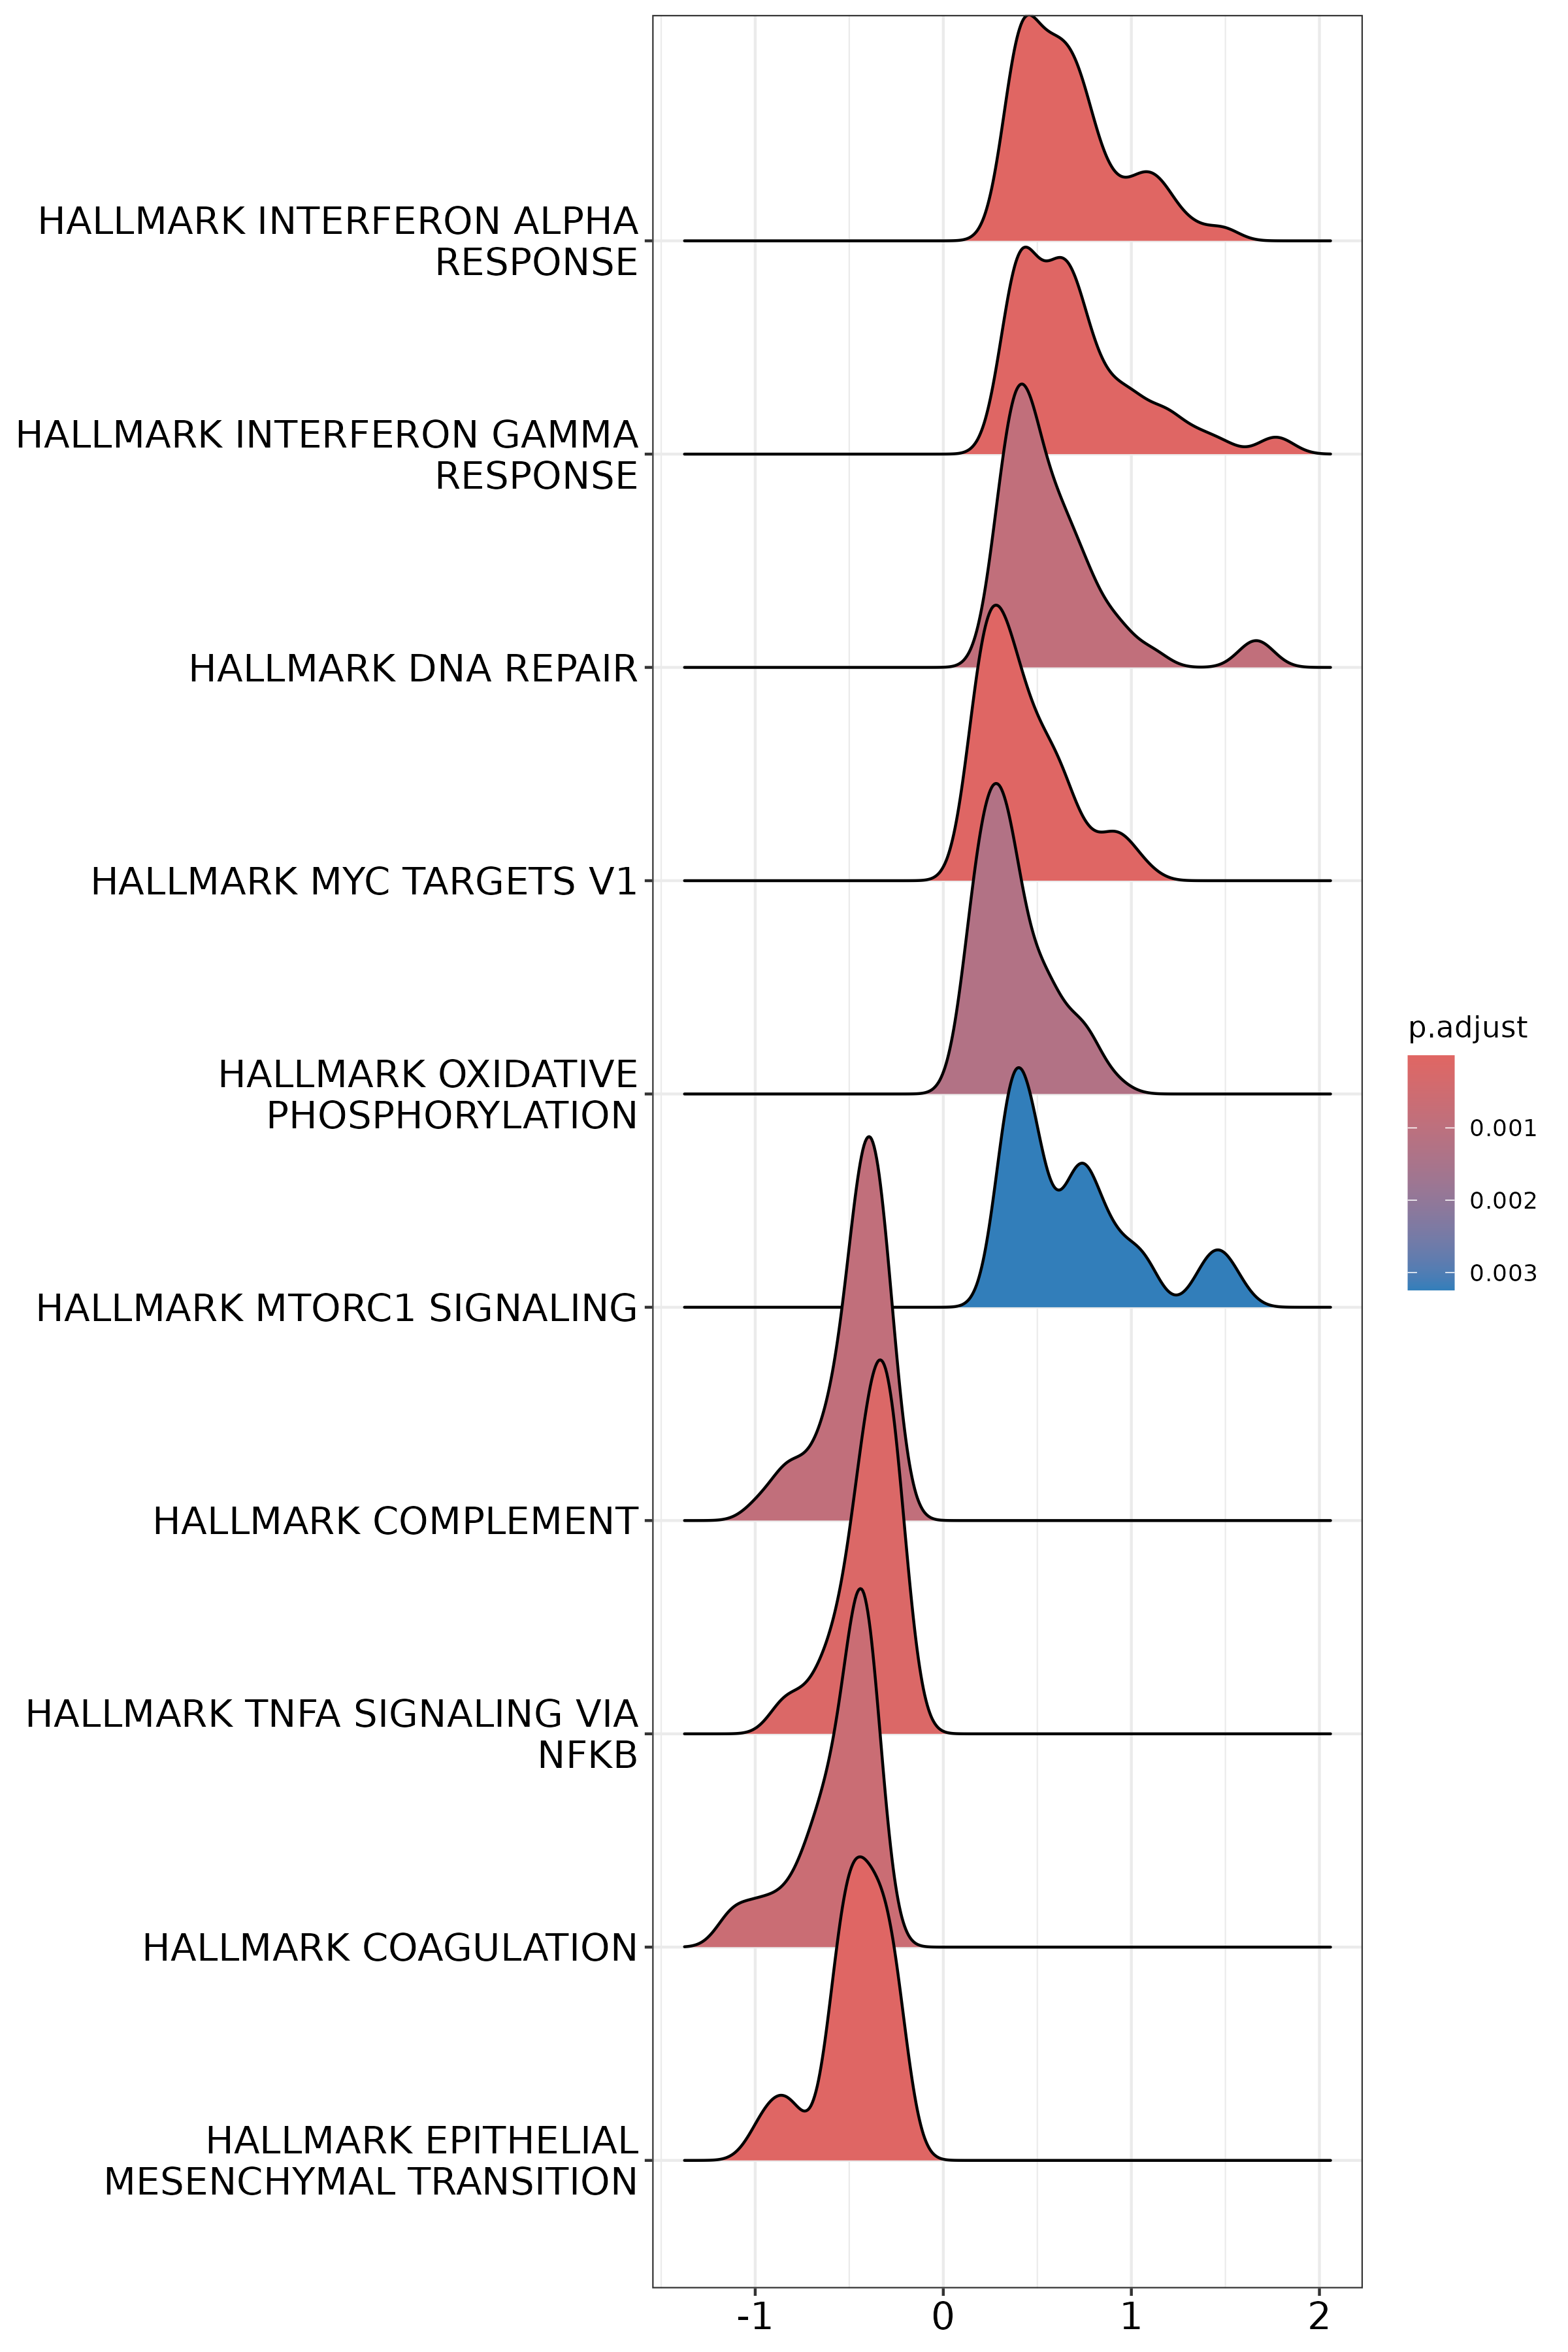 HALLMARK INTERFERON ALPHA
RESPONSE
HALLMARK INTERFERON GAMMA
RESPONSE
HALLMARK DNA REPAIR
HALLMARK MYC TARGETS V1
HALLMARK OXIDATIVE
PHOSPHORYLATION
HALLMARK MTORC1 SIGNALING
HALLMARK COMPLEMENT
HALLMARK TNFA SIGNALING VIA
NFKB
HALLMARK COAGULATION
HALLMARK EPITHELIAL
MESENCHYMAL TRANSITION
-1 0 1 2
p.adjust
0.001
0.002
0.003